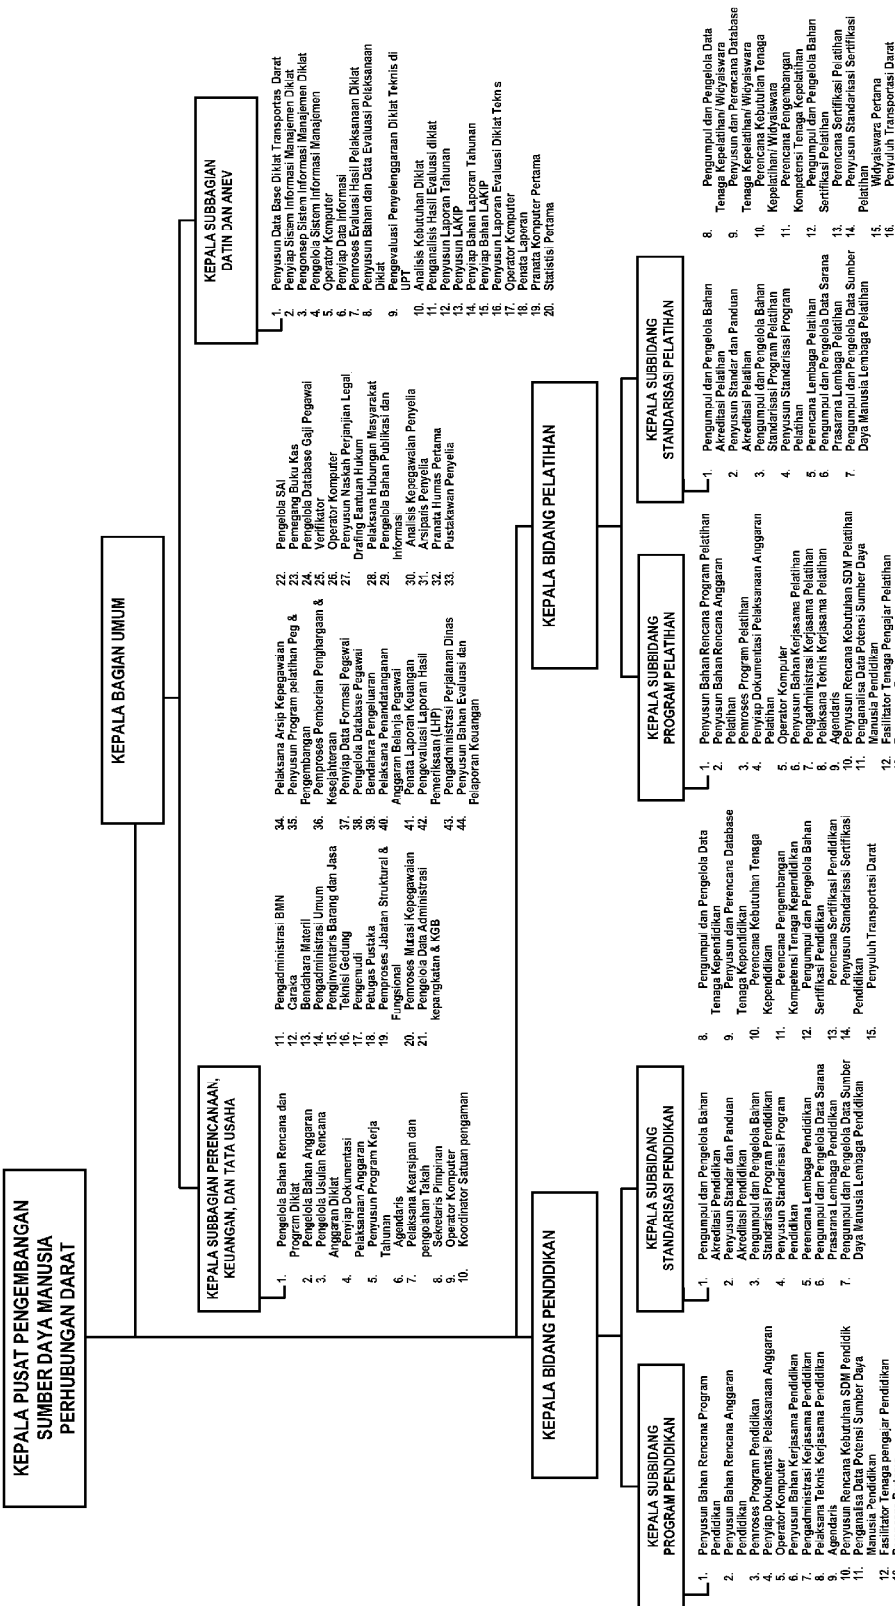 KEPALA PUSAT PENGEMBANGAN
SUMBER DAYA MANUSIA
PERHUBUNGAN DARAT
KEPALA BAGIAN UMUM
KEPALA SUBBAGIAN PERENCANAAN,
KEUANGAN, DAN TATA USAHA
1. Pengelola Bahan Rencana dan
Program Diklat
2. Pengelola Bahan Anggaran
3. Pengelola Usulan Rencana
Anggaran Diklat
4. Penyiap Dokumentasi
Pelaksanaan Anggaran
5. Penyusun Program Kerja
Tahunan
6. Agendaris
7. Pelaksana Kearsipan dan
pengolahan Takah
8. Sekretaris Pimpinan
9. Operator Komputer
10. Koordinator Satuan pengaman
11. Pengadministrasi BMN
12. Caraka
13. Bendahara Materil
14. Pengadministrasi Umum
15. Penginventaris Barang dan Jasa
16. Teknisi Gedung
17. Pengemudi
18. Petugas Pustaka
19. Pemproses Jabatan Struktural &
Fungsional
20. Pemroses Mutasi Kepegawaian
21. Pengelola Data Administrasi
kepangkatan & KGB
34. Pelaksana Arsip Kepegawaian
35. Penyusun Program pelatihan Peg &
Pengembangan
36. Pemproses Pemberian Penghargaan &
Kesejahteraan
37. Penyiap Data Formasi Pegawai
38. Pengelola Database Pegawai
39. Bendahara Pengeluaran
40. Pelaksana Penandatanganan
Anggaran Belanja Pegawai
41. Penata Laporan Keuangan
42. Pengevaluasi Laporan Hasil
Pemeriksaan (LHP)
43. Pengadministrasi Perjalanan Dinas
44. Penyusun Bahan Evaluasi dan
Pelaporan Keuangan
22. Pengelola SAI
23. Pemegang Buku Kas
24. Pengelola Database Gaji Pegawai
25. Verifikator
26. Operator Komputer
27. Penyusun Naskah Perjanjian Legal
Drafing Bantuan Hukum
28. Pelaksana Hubungan Masyarakat
29. Pengelola Bahan Publikasi dan
Informasi
30. Analisis Kepegawaian Penyelia
31. Arsiparis Penyelia
32. Pranata Humas Pertama
33. Pustakawan Penyelia
KEPALA SUBBAGIAN
DATIN DAN ANEV
1. Penyusun Data Base Diklat Transportas Darat
2. Penyiap Sistem Informasi Manajemen Diklat
3. Pengonsep Sistem Informasi Manajemen Diklat
4. Pengelola Sistem Informasi Manajemen
5. Operator Komputer
6. Penyiap Data Informasi
7. Pemroses Evaluasi Hasil Pelaksanaan Diklat
8. Penyusun Bahan dan Data Evaluasi Pelaksanaan
Diklat
9. Pengevaluasi Penyelenggaraan Diklat Teknis di
UPT
10. Analisis Kebutuhan Diklat
11. Penganalisis Hasil Evaluasi diklat
12. Penyusun Laporan Tahunan
13. Penyusun LAKIP
14. Penyiap Bahan Laporan Tahunan
15. Penyiap Bahan LAKIP
16. Penyusun Laporan Evaluasi Diklat Teknis
17. Operator Komputer
18. Penata Laporan
19. Pranata Komputer Pertama
20. Statistisi Pertama
KEPALA BIDANG PENDIDIKAN
KEPALA SUBBIDANG
PROGRAM PENDIDIKAN
1. Penyusun Bahan Rencana Program
Pendidikan
2. Penyusun Bahan Rencana Anggaran
Pendidikan
3. Pemroses Program Pendidikan
4. Penyiap Dokumentasi Pelaksanaan Anggaran
5. Operator Komputer
6. Penyusun Bahan Kerjasama Pendidikan
7. Pengadministrasi Kerjasama Pendidikan
8. Pelaksana Teknis Kerjasama Pendidikan
9. Agendaris
10. Penyusun Rencana Kebutuhan SDM Pendidik
11. Penganalisa Data Potensi Sumber Daya
Manusia Pendidikan
12. Fasilitator Tenaga pengajar Pendidikan
KEPALA SUBBIDANG
STANDARISASI PENDIDIKAN
1. Pengumpul dan Pengelola Bahan
Akreditasi Pendidikan
2. Penyusun Standar dan Panduan
Akreditasi Pendidikan
3. Pengumpul dan Pengelola Bahan
Standarisasi Program Pendidikan
4. Penyusun Standarisasi Program
Pendidikan
5. Perencana Lembaga Pendidikan
6. Pengumpul dan Pengelola Data Sarana
Prasarana Lembaga Pendidikan
7. Pengumpul dan Pengelola Data Sumber
Daya Manusia Lembaga Pendidikan
8. Pengumpul dan Pengelola Data
Tenaga Kependidikan
9. Penyusun dan Perencana Database
Tenaga Kependidikan
10. Perencana Kebutuhan Tenaga
Kependidikan
11. Perencana Pengembangan
Kompetensi Tenaga Kependidikan
12. Pengumpul dan Pengelola Bahan
Sertifikasi Pendidikan
13. Perencana Sertifikasi Pendidikan
14. Penyusun Standarisasi Sertifikasi
Pendidikan
15. Penyuluh Transportasi Darat
KEPALA BIDANG PELATIHAN
KEPALA SUBBIDANG
PROGRAM PELATIHAN
1. Penyusun Bahan Rencana Program Pelatihan
2. Penyusun Bahan Rencana Anggaran
Pelatihan
3. Pemroses Program Pelatihan
4. Penyiap Dokumentasi Pelaksanaan Anggaran
Pelatihan
5. Operator Komputer
6. Penyusun Bahan Kerjasama Pelatihan
7. Pengadministrasi Kerjasama Pelatihan
8. Pelaksana Teknis Kerjasama Pelatihan
9. Agendaris
10. Penyusun Rencana Kebutuhan SDM Pelatihan
11. Penganalisa Data Potensi Sumber Daya
Manusia Pendidikan
12. Fasilitator Tenaga Pengajar Pelatihan
KEPALA SUBBIDANG
STANDARISASI PELATIHAN
1. Pengumpul dan Pengelola Bahan
Akreditasi Pelatihan
2. Penyusun Standar dan Panduan
Akreditasi Pelatihan
3. Pengumpul dan Pengelola Bahan
Standarisasi Program Pelatihan
4. Penyusun Standarisasi Program
Pelatihan
5. Perencana Lembaga Pelatihan
6. Pengumpul dan Pengelola Data Sarana
Prasarana Lembaga Pelatihan
7. Pengumpul dan Pengelola Data Sumber
Daya Manusia Lembaga Pelatihan
8. Pengumpul dan Pengelola Data
Tenaga Kepelatihan/ Widyaiswara
9. Penyusun dan Perencana Database
Tenaga Kepelatihan/ Widyaiswara
10. Perencana Kebutuhan Tenaga
Kepelatihan/ Widyaiswara
11. Perencana Pengembangan
Kompetensi Tenaga Kepelatihan
12. Pengumpul dan Pengelola Bahan
Sertifikasi Pelatihan
13. Perencana Sertifikasi Pelatihan
14. Penyusun Standarisasi Sertifikasi
Pelatihan
15. Widyaiswara Pertama
16. Penyuluh Transportasi Darat